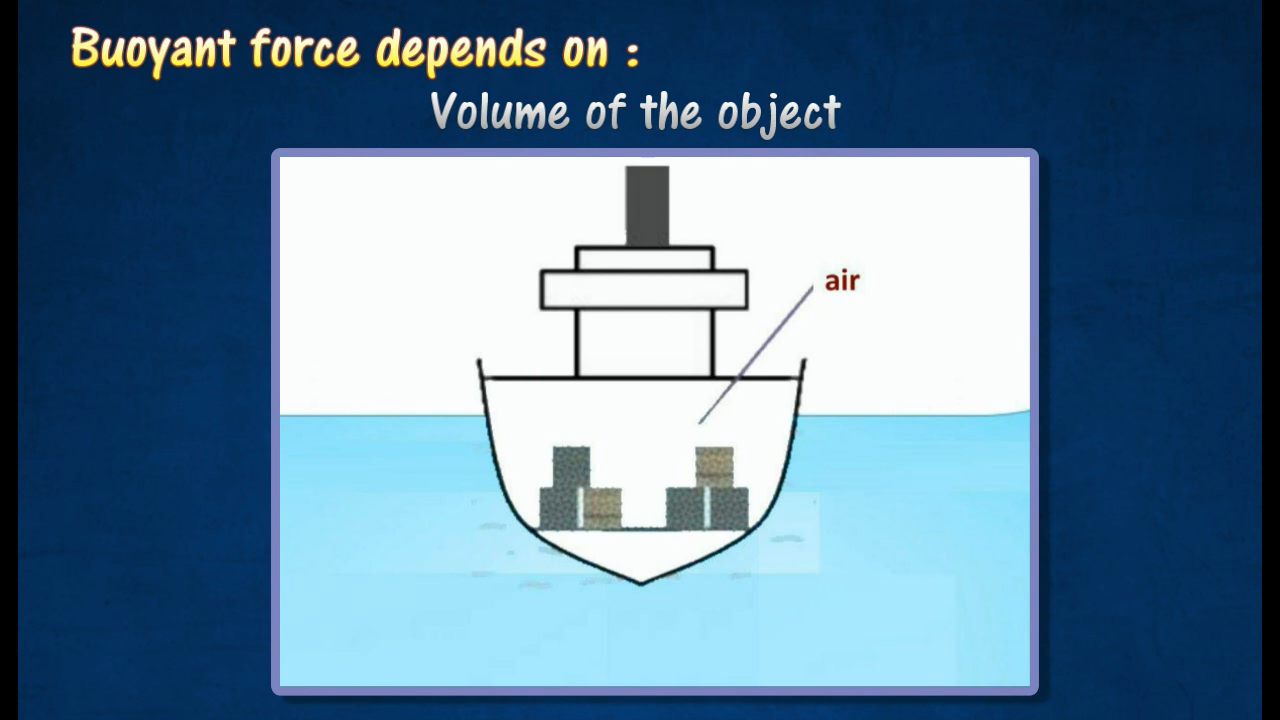 Buoyant force depends on :
Volume of the object
air